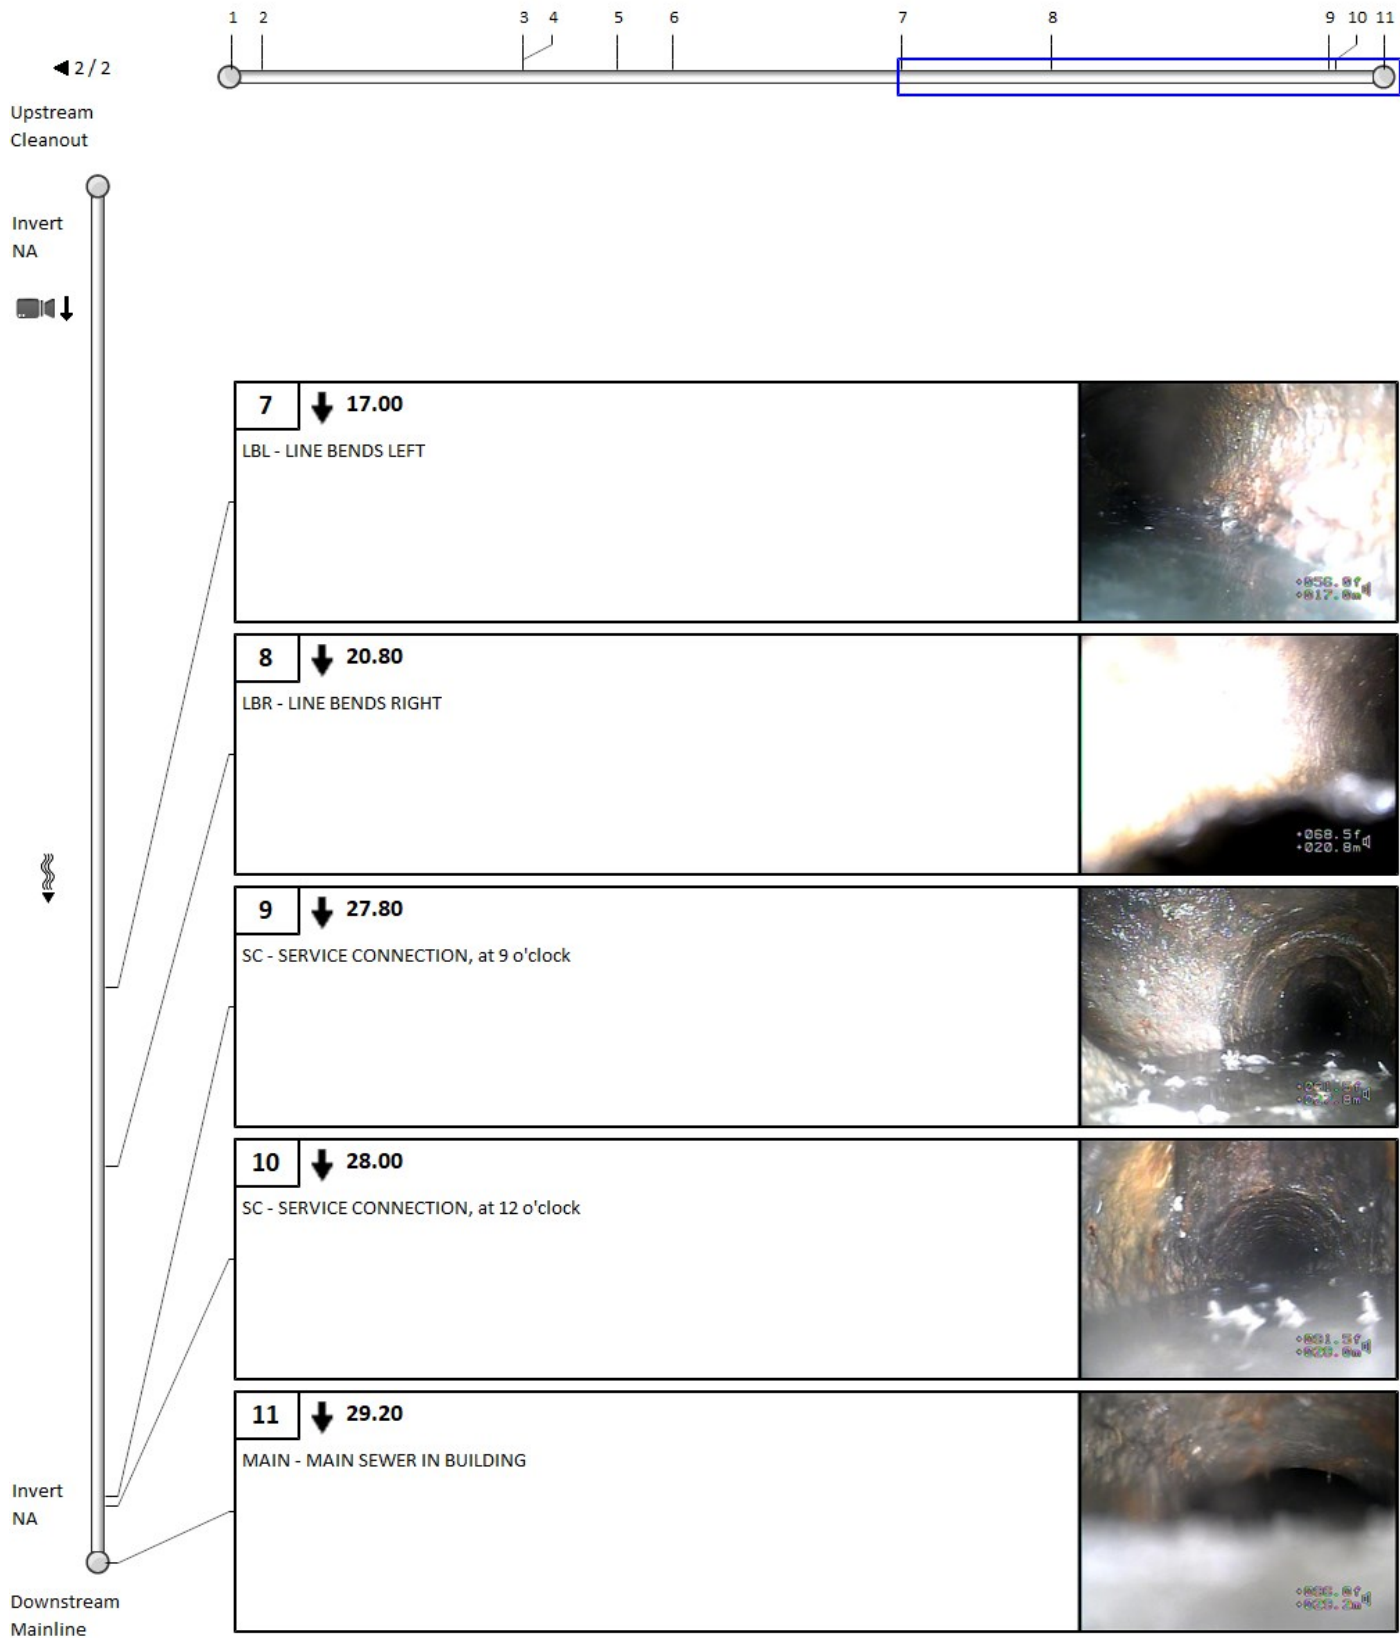 1 2 3 4 5 6 7 8 9 10 11
2 / 2
Upstream
Cleanout
Invert
NA
7 17.00
LBL - LINE BENDS LEFT
+056.0f
+017.0m
8 20.80
LBR - LINE BENDS RIGHT
+068.5f
+020.8m
9 27.80
SC - SERVICE CONNECTION, at 9 o'clock
10 28.00
SC - SERVICE CONNECTION, at 12 o'clock
11 29.20
MAIN - MAIN SEWER IN BUILDING
Invert
NA
Downstream
Mainline